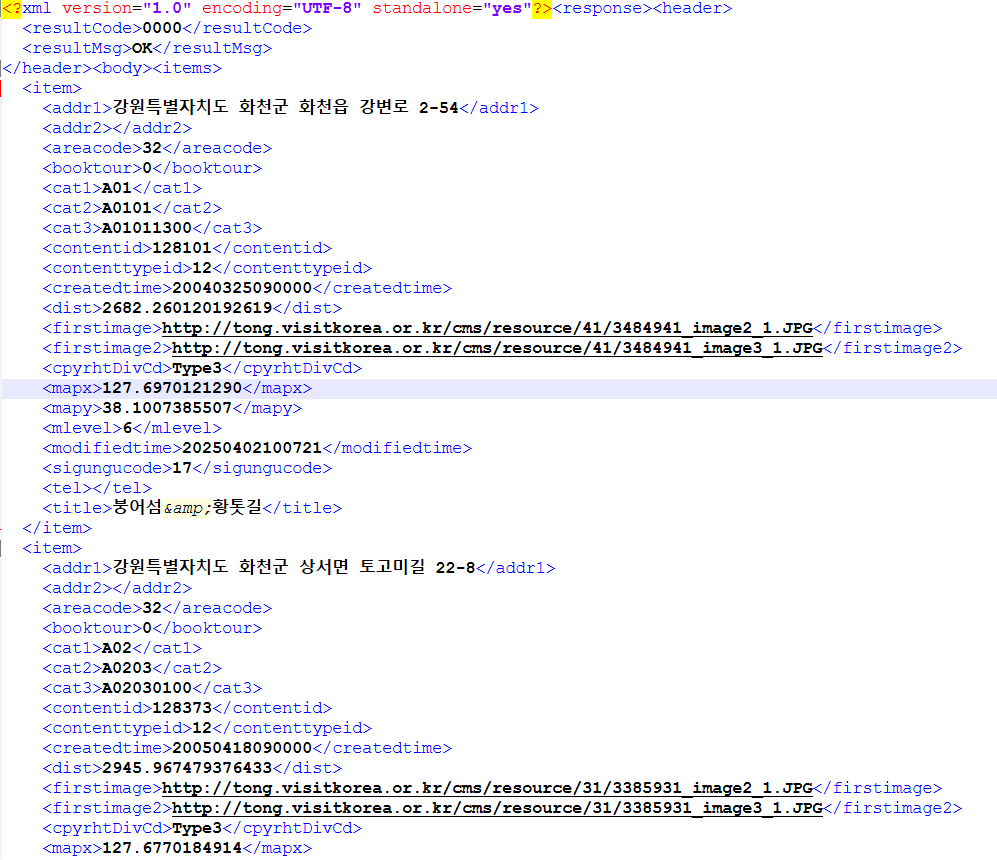 <?xml version="1.0" encoding="UTF-8" standalone="yes"?><response><header>
<resultCode>0000</resultCode>
<resultMsg>OK</resultMsg>
</header><body><items>
<item>
<addr1>강원특별자치도 화천군 화천읍 강변로 2-54</addr1>
<addr2></addr2>
<areacode>32</areacode>
<booktour>0</booktour>
<cat1>A01</cat1>
<cat2>A0101</cat2>
<cat3>A01011300</cat3>
<contentid>128101</contentid>
<contenttypeid>12</contenttypeid>
<createdtime>20040325090000</createdtime>
<dist>2682.260120192619</dist>
<firstimage>http://tong.visitkorea.or.kr/cms/resource/41/3484941_image2_1.JPG</firstimage>
<firstimage2>http://tong.visitkorea.or.kr/cms/resource/41/3484941_image3_1.JPG</firstimage2>
<cpyrhtDivCd>Type3</cpyrhtDivCd>
<mapx>127.6970121290</mapx>
<mapy>38.1007385507</mapy>
<mlevel>6</mlevel>
<modifiedtime>20250402100721</modifiedtime>
<sigungucode>17</sigungucode>
<tel></tel>
<title>붕어섬&amp;황톳길</title>
</item>
<item>
<addr1>강원특별자치도 화천군 상서면 토고미길 22-8</addr1>
<addr2></addr2>
<areacode>32</areacode>
<booktour>0</booktour>
<cat1>A02</cat1>
<cat2>A0203</cat2>
<cat3>A02030100</cat3>
<contentid>128373</contentid>
<contenttypeid>12</contenttypeid>
<createdtime>20050418090000</createdtime>
<dist>2945.967479376433</dist>
<firstimage>http://tong.visitkorea.or.kr/cms/resource/31/3385931_image2_1.JPG</firstimage>
<firstimage2>http://tong.visitkorea.or.kr/cms/resource/31/3385931_image3_1.JPG</firstimage2>
<cpyrhtDivCd>Type3</cpyrhtDivCd>
<mapx>127.6770184914</mapx>